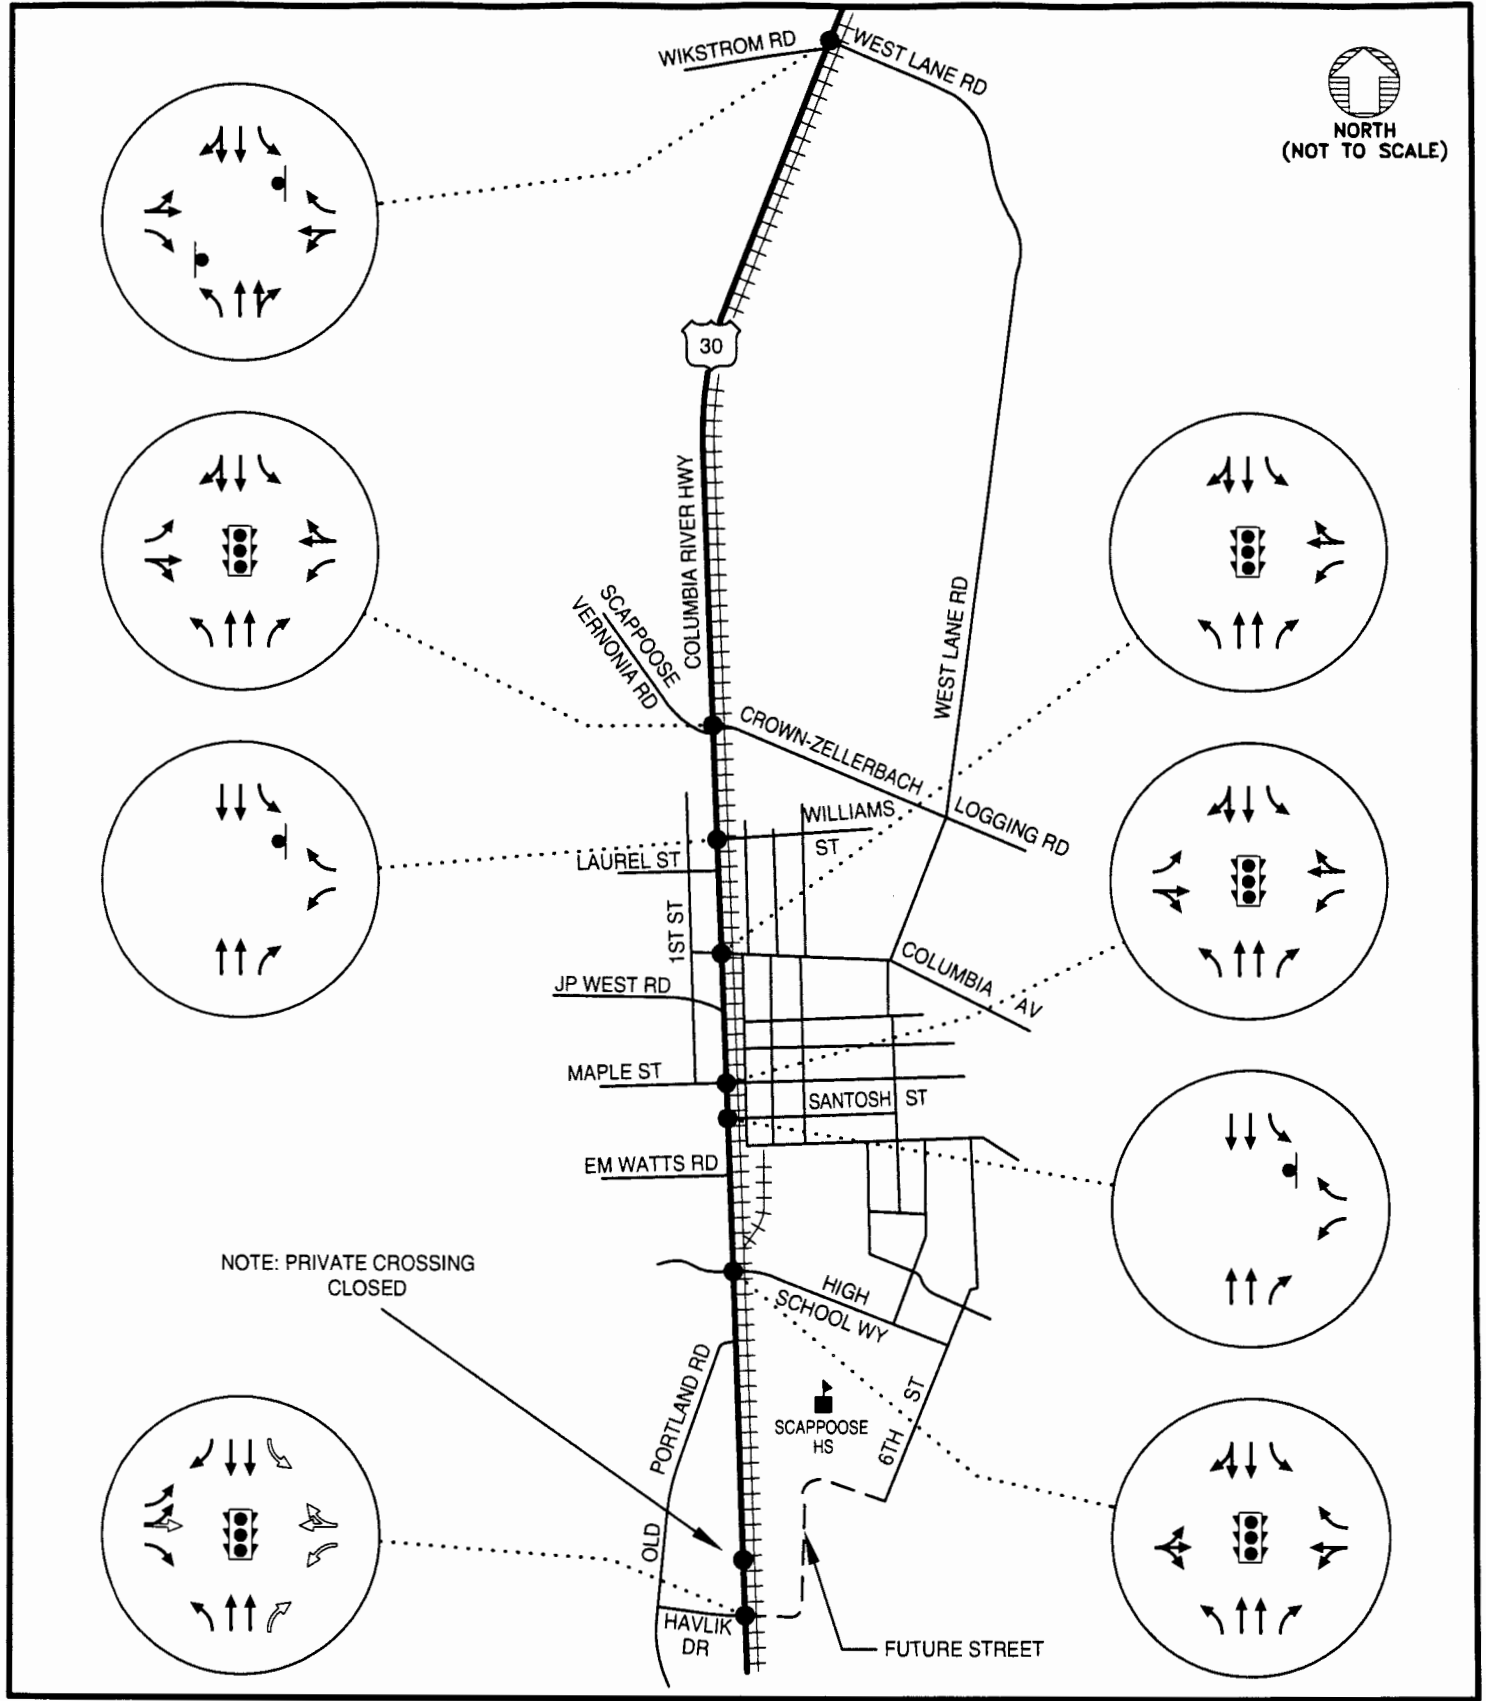 WIKSTROM RD
WEST LANE RD
NORTH
(NOT TO SCALE)
30
COLUMBIA RIVER HWY
SCAPPOOSE
VERNONIA RD
WEST LANE RD
CROWN-ZELLERBACH
LOGGING RD
WILLIAMS
ST
LAUREL ST
1ST ST
COLUMBIA AV
JP WEST RD
MAPLE ST
SANTOSH ST
EM WATTS RD
NOTE: PRIVATE CROSSING
CLOSED
HIGH
SCHOOL WY
OLD PORTLAND RD
SCAPPOOSE
HS
6TH ST
HAVLIK
DR
FUTURE STREET